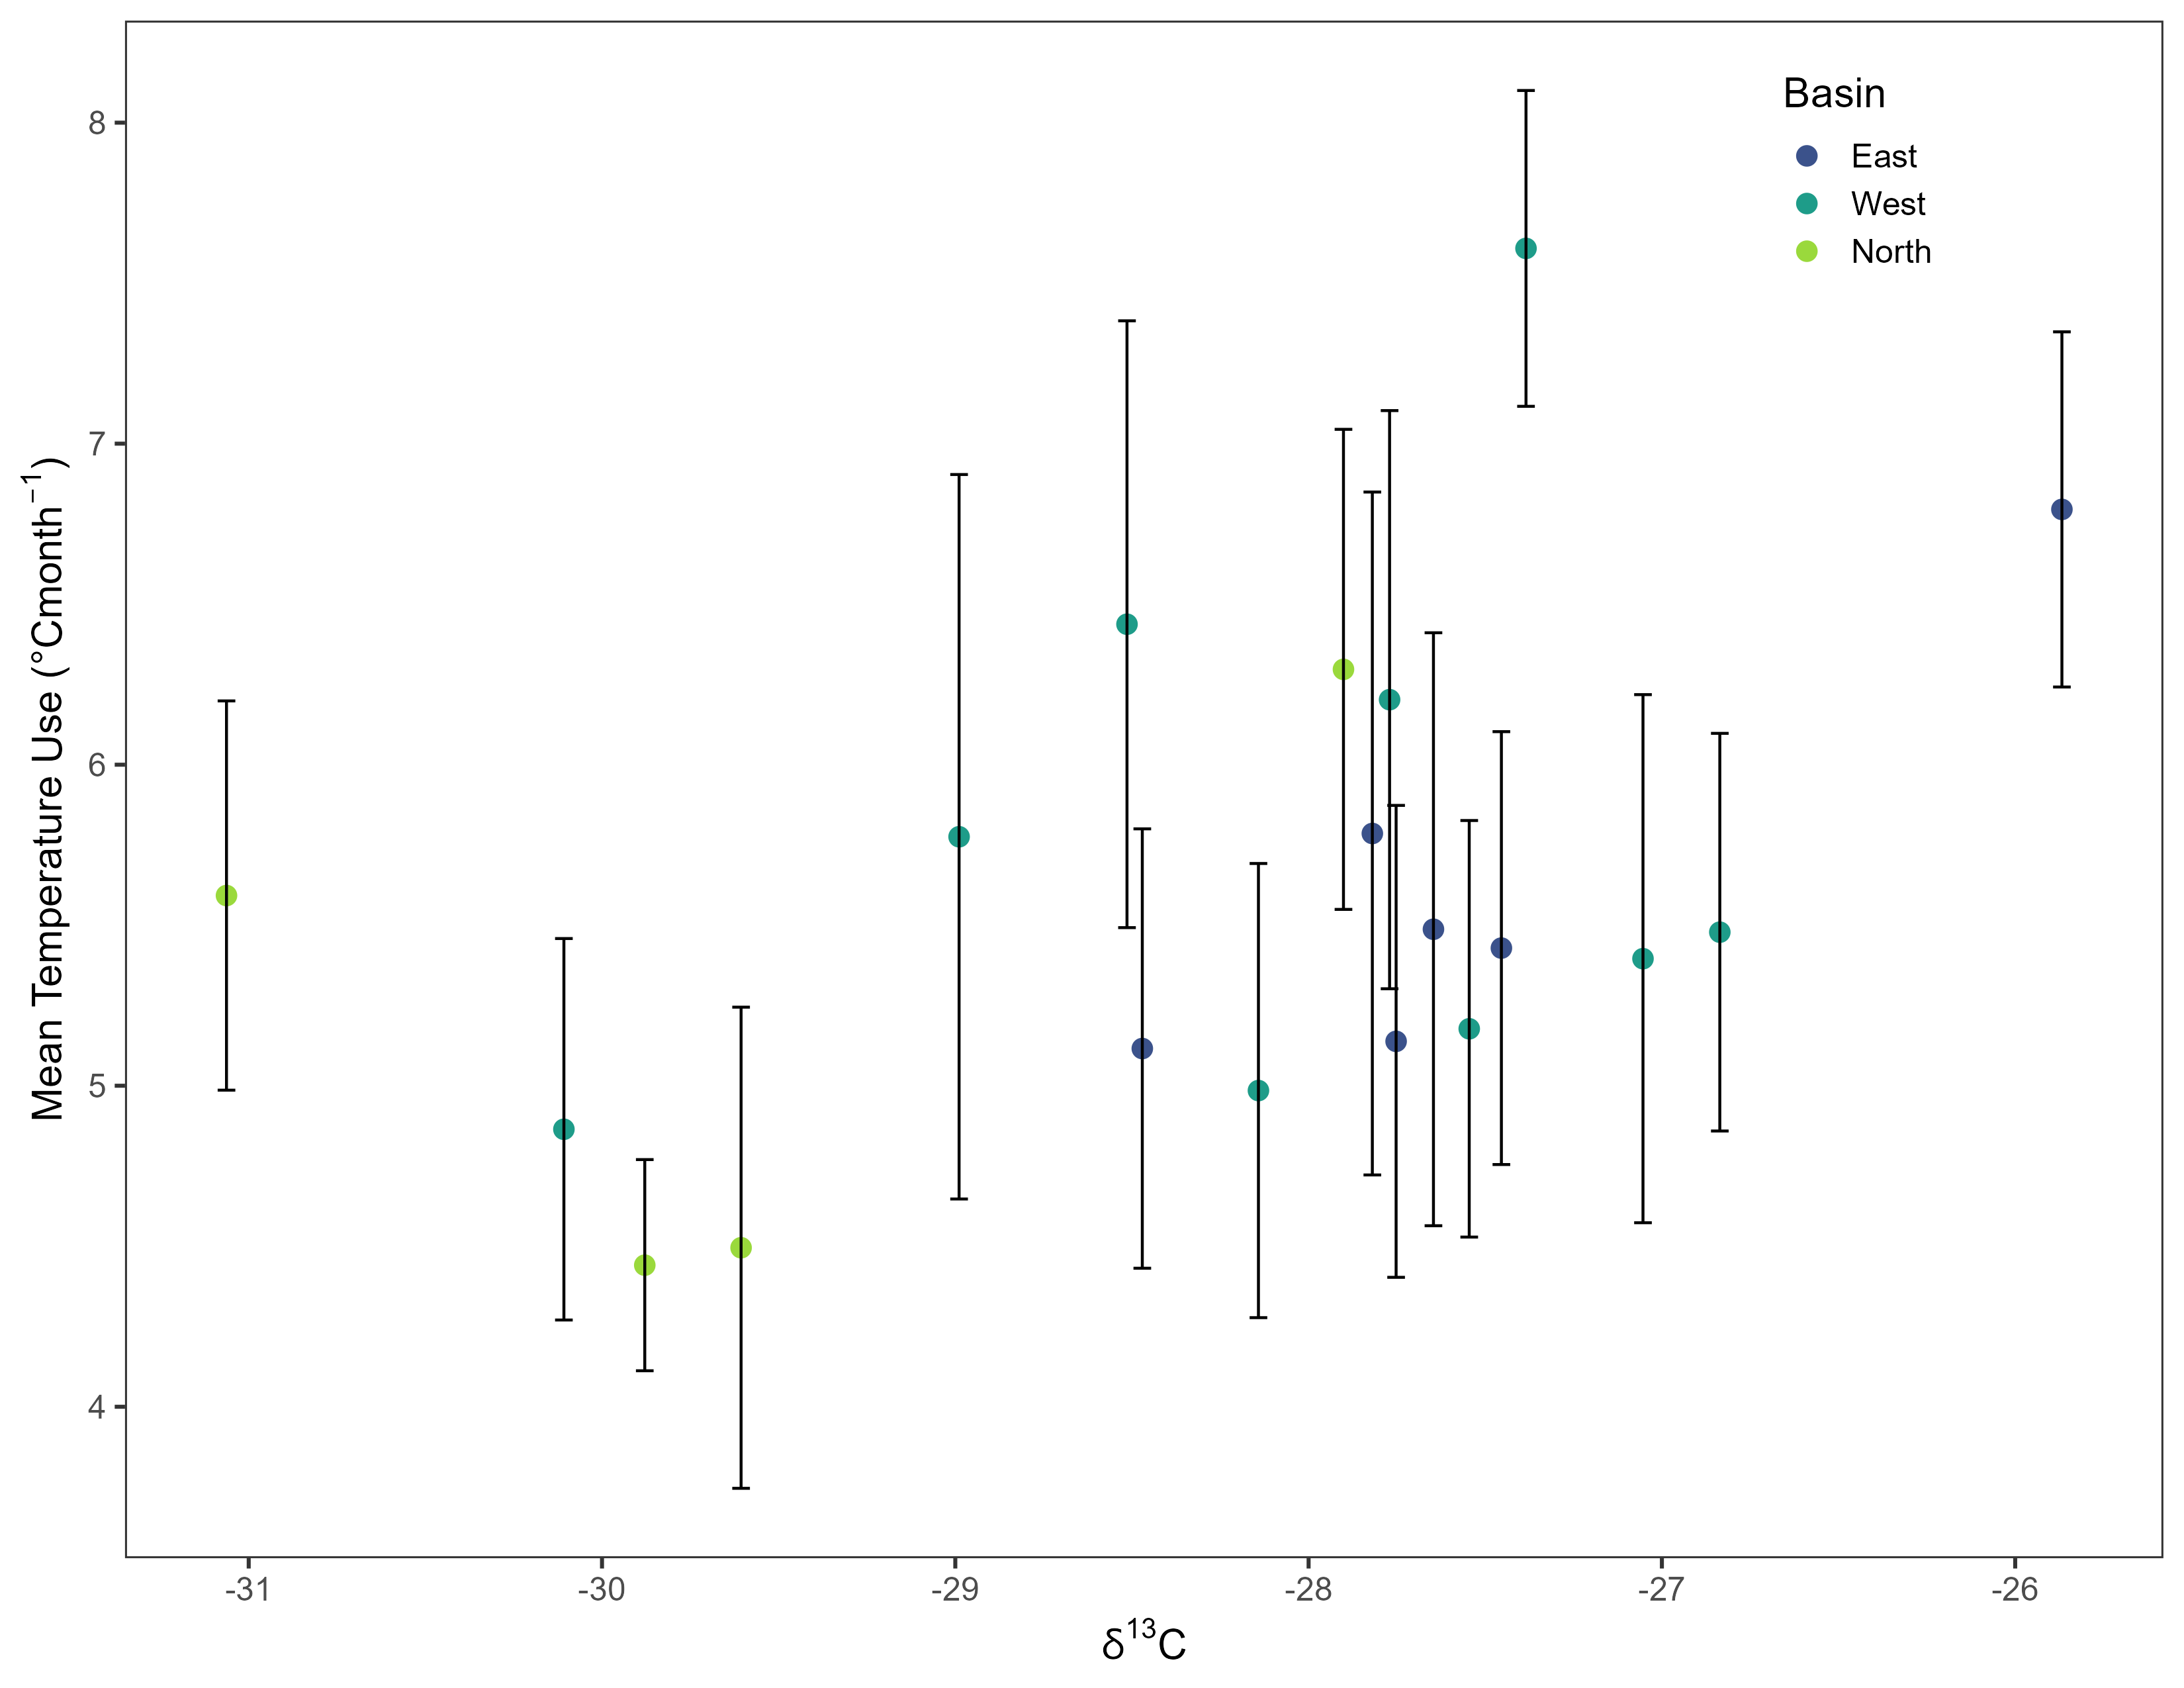 Basin
East
West
North
8
7
6
5
4
Mean Temperature Use (°Cmonth⁻¹)
-31 -30 -29 -28 -27 -26
δ¹³C